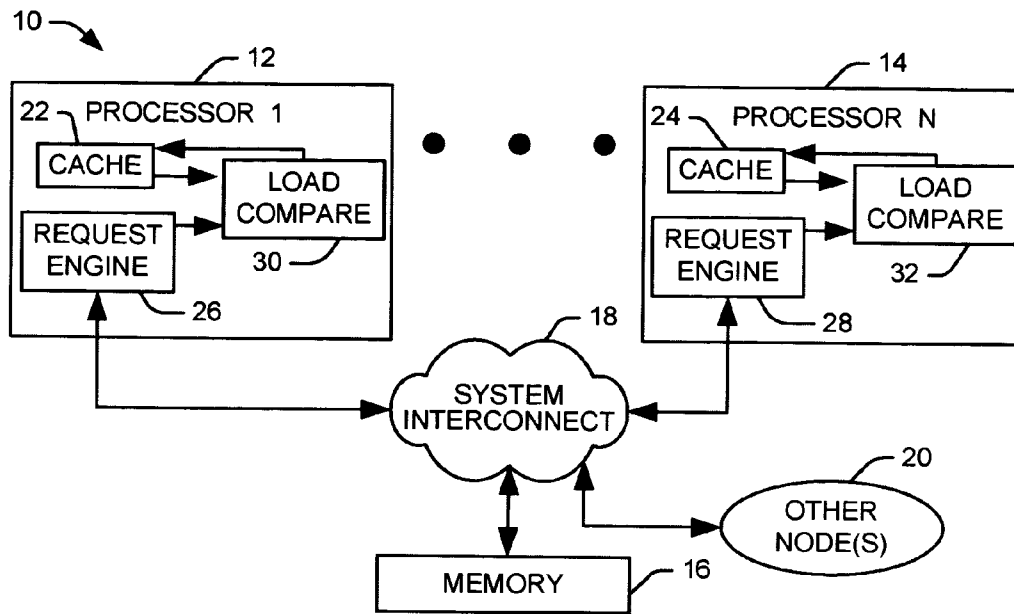 10
12
14
PROCESSOR 1
PROCESSOR N
22
24
CACHE
CACHE
LOAD
COMPARE
LOAD
COMPARE
REQUEST
ENGINE
REQUEST
ENGINE
30
32
26
28
18
SYSTEM
INTERCONNECT
20
OTHER
NODE(S)
MEMORY
16